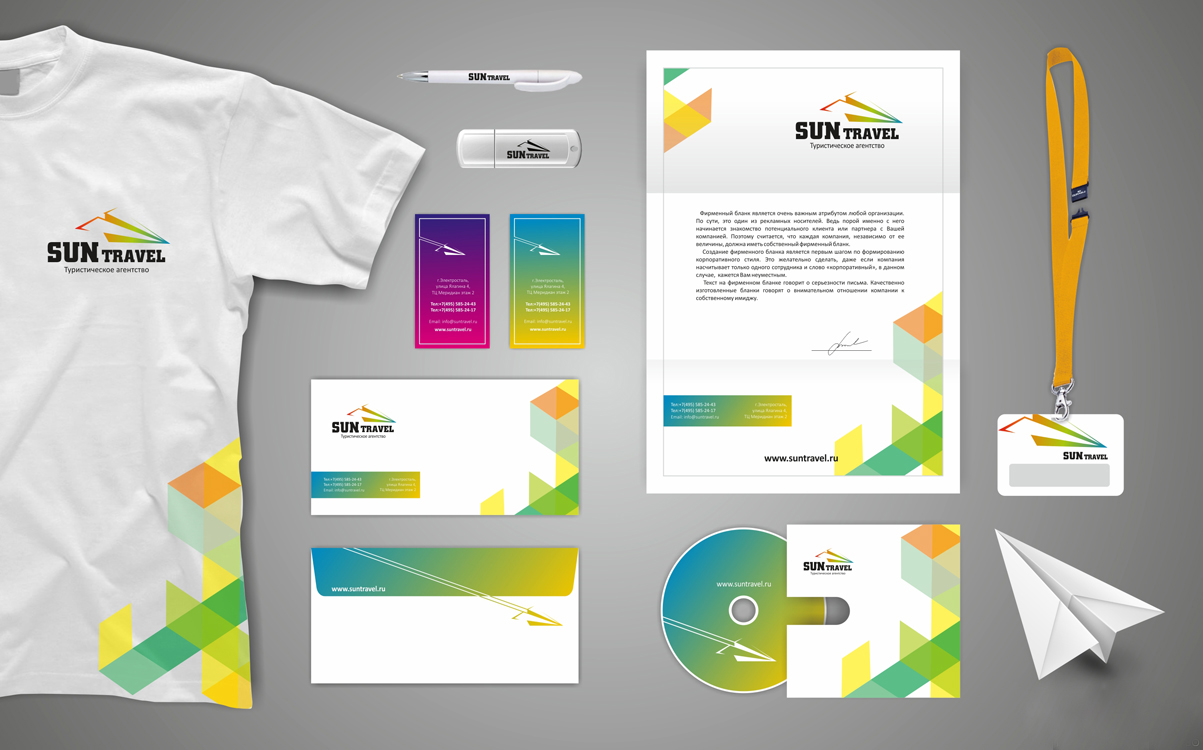 SUN TRAVEL
Туристическое агентство
SUN TRAVEL
SUN TRAVEL
г.Электросталь,
улица Ялагина 4,
ТЦ Меридиан этаж 2
Тел:+7(495) 585-24-43
Тел:+7(495) 585-24-17
Email: info@suntravel.ru
www.suntravel.ru
г.Электросталь,
улица Ялагина 4,
ТЦ Меридиан этаж 2
Тел:+7(495) 585-24-43
Тел:+7(495) 585-24-17
Email: info@suntravel.ru
www.suntravel.ru
SUN TRAVEL
Туристическое агентство
Тел:+7(495) 585-24-43
Тел:+7(495) 585-24-17
Email: info@suntravel.ru
г.Электросталь,
улица Ялагина 4,
ТЦ Меридиан этаж 2
www.suntravel.ru
SUN TRAVEL
Туристическое агентство
Фирменный бланк является очень важным атрибутом любой организации.
По сути, это один из рекламных носителей. Ведь порой именно с него
начинается знакомство потенциального клиента или партнера с Вашей
компанией. Поэтому считается, что каждая компания, независимо от ее
величины, должна иметь собственный фирменный бланк.
Создание фирменного бланка является первым шагом по формированию
корпоративного стиля. Это желательно сделать, даже если компания
насчитывает только одного сотрудника и слово «корпоративный», в данном
случае, кажется Вам неуместным.
Текст на фирменном бланке говорит о серьезности письма. Качественно
изготовленные бланки говорят о внимательном отношении компании к
собственному имиджу.
Тел:+7(495) 585-24-43
Тел:+7(495) 585-24-17
Email: info@suntravel.ru
г.Электросталь,
улица Ялагина 4,
ТЦ Меридиан этаж 2
www.suntravel.ru
www.suntravel.ru
SUN TRAVEL
Туристическое агентство
SUN TRAVEL